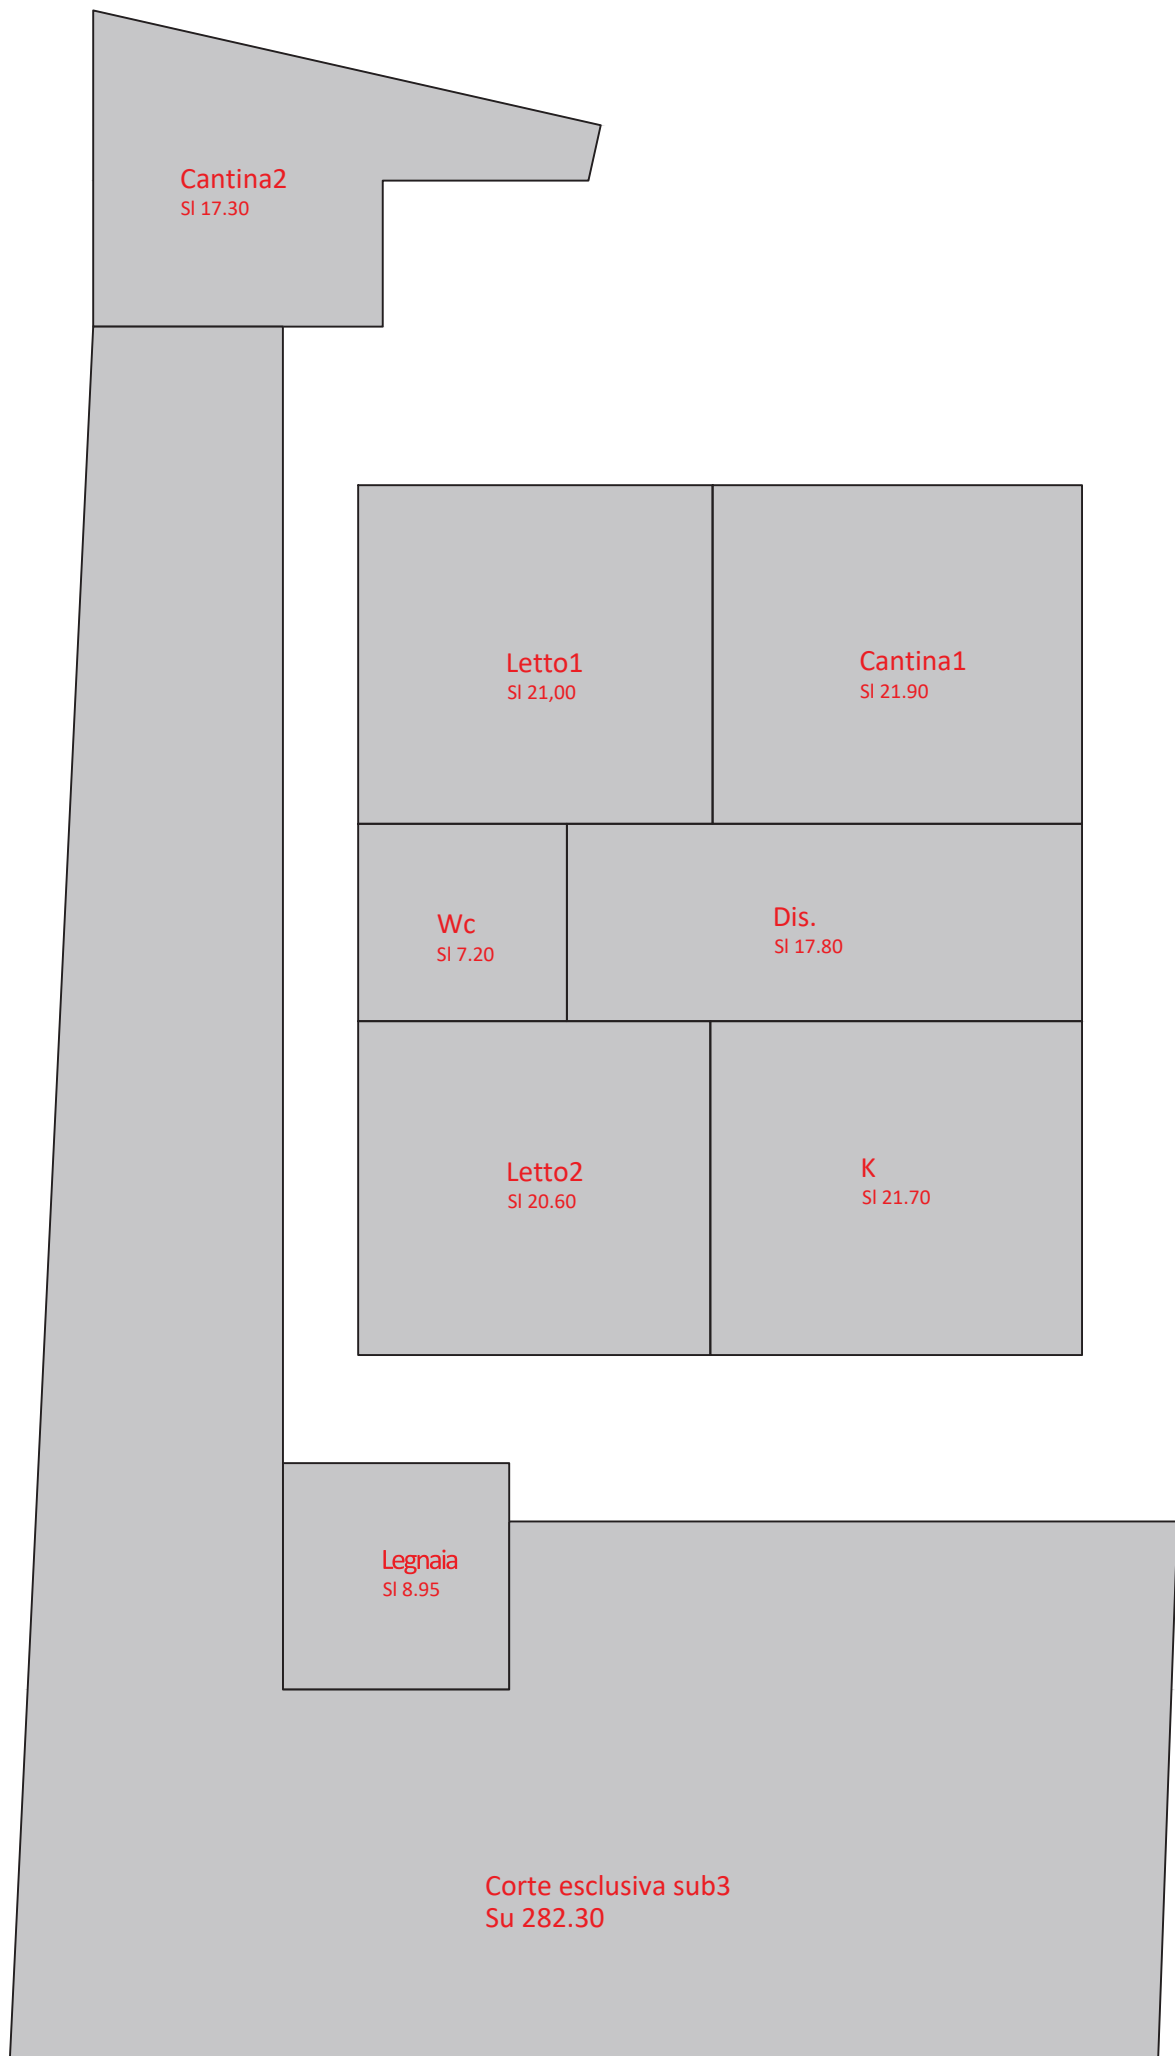 Cantina2
Sl 17.30
Letto1
Sl 21,00
Cantina1
Sl 21.90
Wc
Sl 7.20
Dis.
Sl 17.80
Letto2
Sl 20.60
K
Sl 21.70
Legnaia
Sl 8.95
Corte esclusiva sub3
Su 282.30